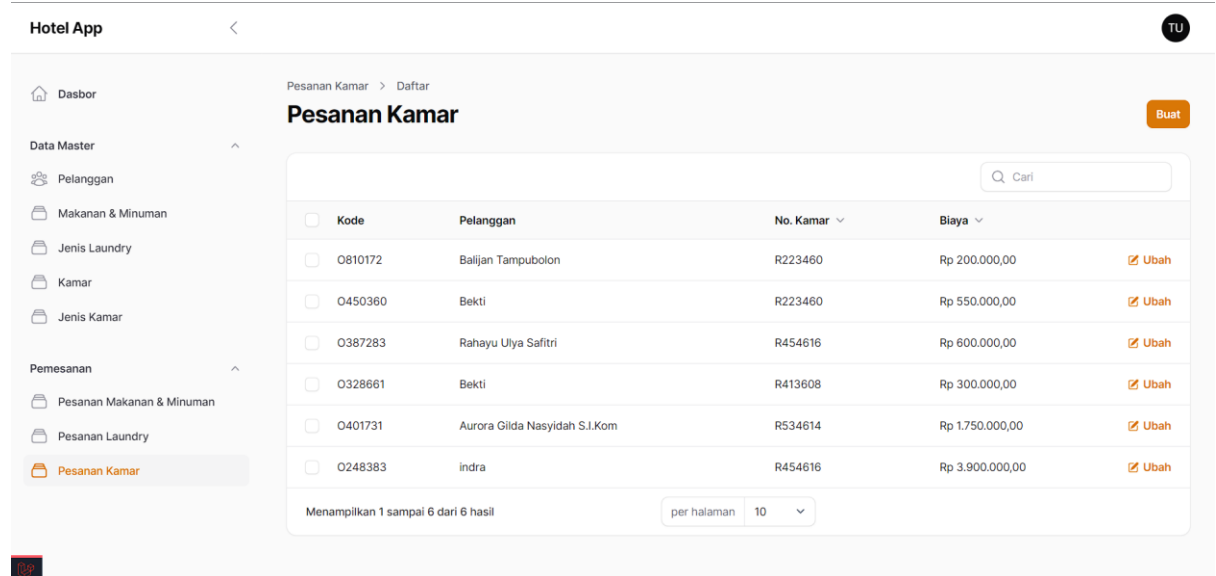 Hotel App
TU
Dasbor
Data Master
Pelanggan
Makanan & Minuman
Jenis Laundry
Kamar
Jenis Kamar
Pemesanan
Pesanan Makanan & Minuman
Pesanan Laundry
Pesanan Kamar
Pesanan Kamar > Daftar
Pesanan Kamar
Buat
Cari
Kode Pelanggan No. Kamar Biaya
O810172 Balijan Tampubolon R223460 Rp 200.000,00 Ubah
O450360 Bekti R223460 Rp 550.000,00 Ubah
O387283 Rahayu Ulya Safitri R454616 Rp 600.000,00 Ubah
O328661 Bekti R413608 Rp 300.000,00 Ubah
O401731 Aurora Gilda Nasyidah S.I.Kom R534614 Rp 1.750.000,00 Ubah
O248383 indra R454616 Rp 3.900.000,00 Ubah
Menampilkan 1 sampai 6 dari 6 hasil per halaman 10